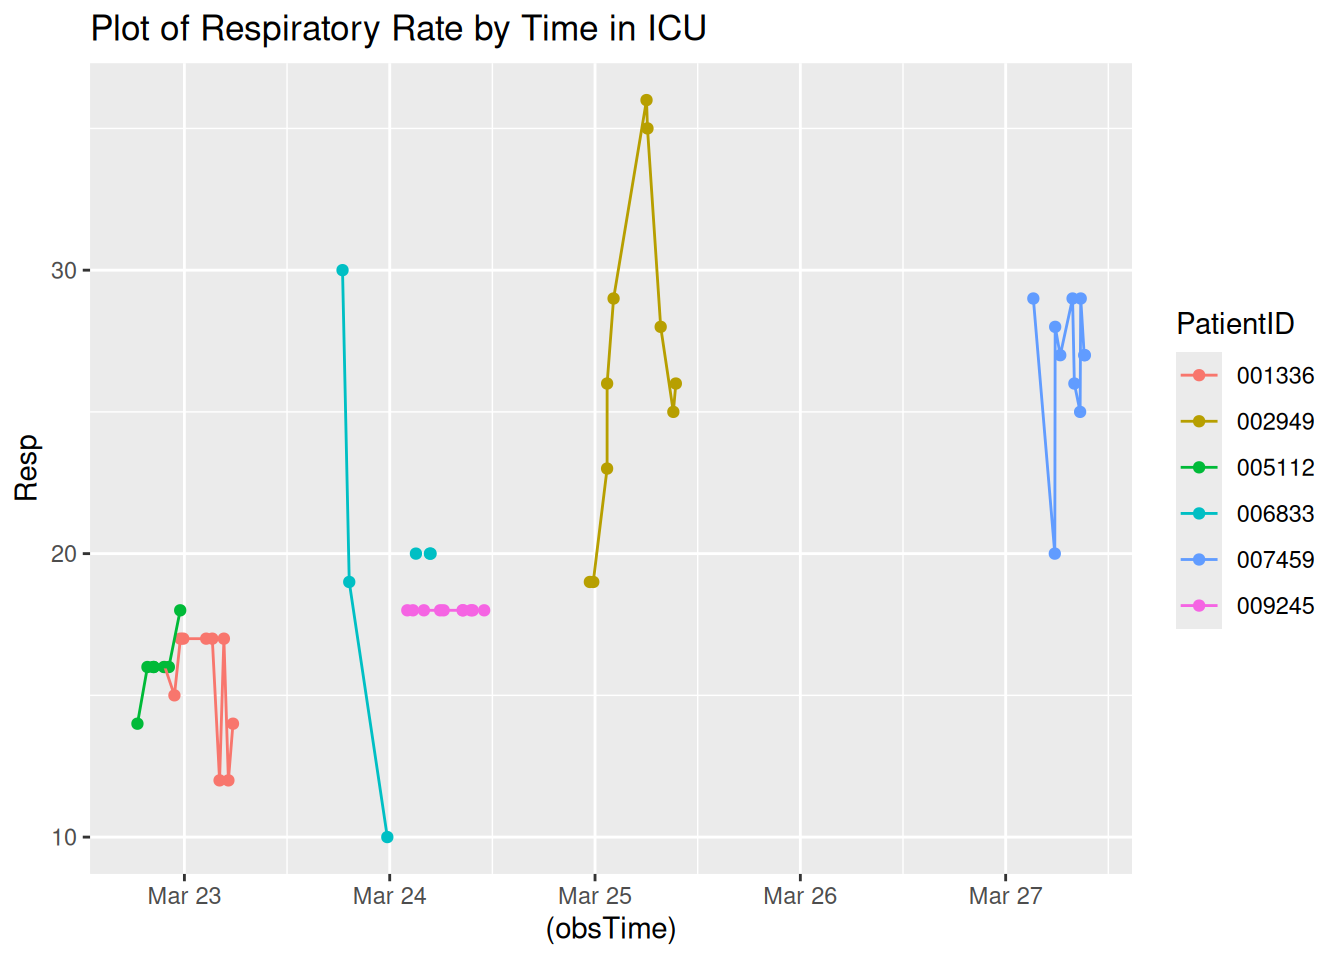 Plot of Respiratory Rate by Time in ICU
30
20
10
Resp
Mar 23
Mar 24
Mar 25
Mar 26
Mar 27
(obsTime)
PatientID
001336
002949
005112
006833
007459
009245